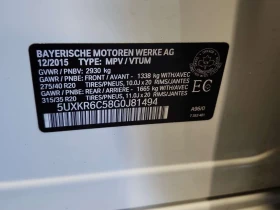 BAYERISCHE MOTOREN WERKE AG
12/2015 TYPE: MPV / VTUM
GVWR / PNBV: 2930 kg
GAWR / PNBE: FRONT / AVANT - 1338 kg WITH/AVEC
275/40 R20 TIRES/PNEUS, RIMS/JANTES, 10.0J x 20
GAWR / PNBE: REAR / ARRIERE - 1665 kg WITH/AVEC
315/35 R20 TIRES/PNEUS, RIMS/JANTES, 11.0J x 20
5UXKR6C58G0J81494
EC
A96/0